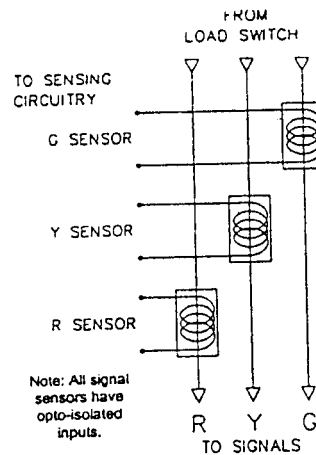 FROM
LOAD SWITCH
TO SENSING
CIRCUITRY
G SENSOR
Y SENSOR
R SENSOR
Note: All signal
sensors have
opto-isolated
inputs.
R Y G
TO SIGNALS